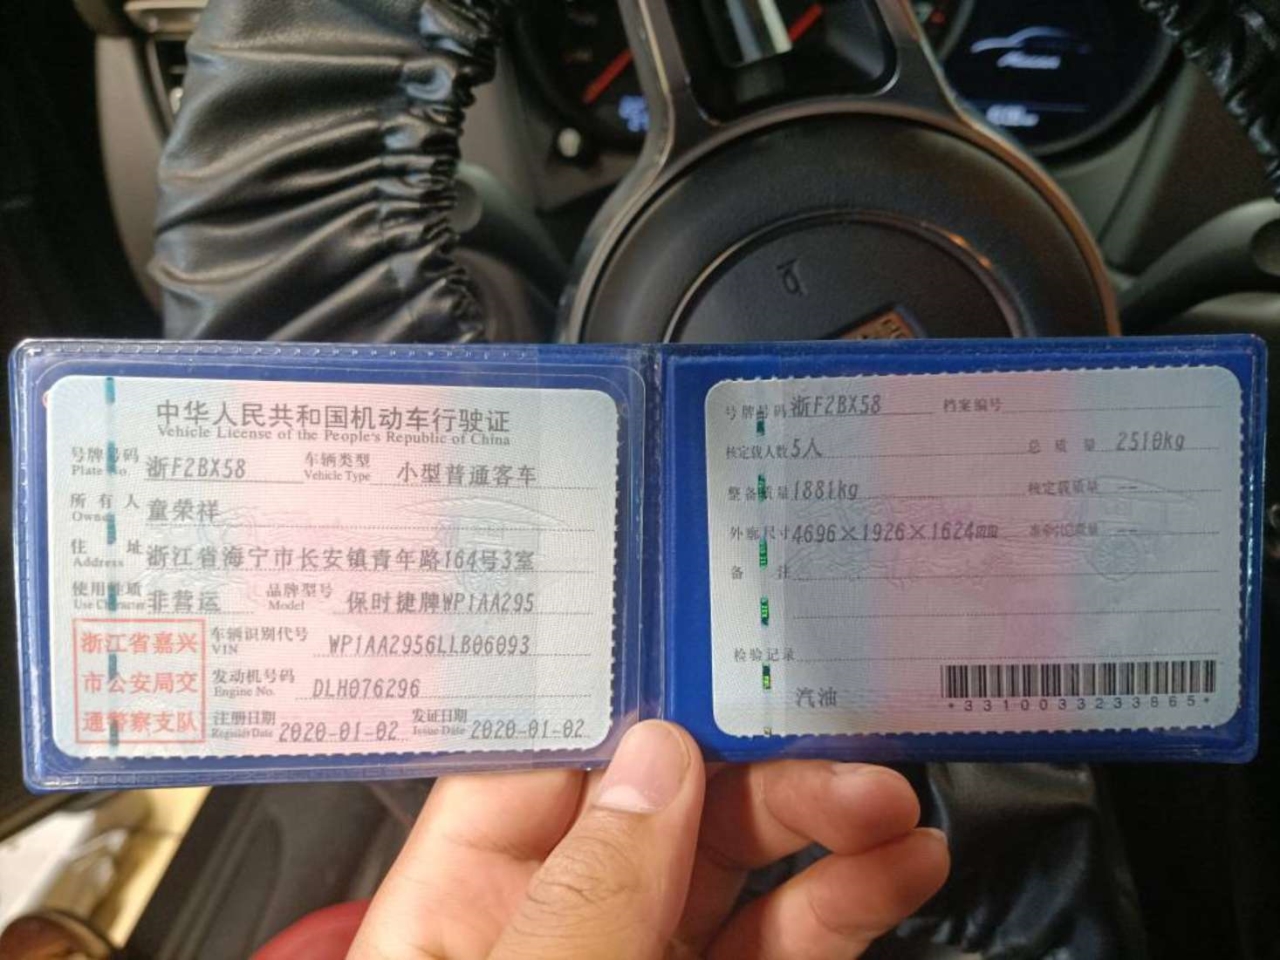 中华人民共和国机动车行驶证
Vehicle License of the People's Republic of China
号牌号码 浙F2BX58 车辆类型 小型普通客车
Plate No. Vehicle Type
所有人 童荣祥
Owner
住址 浙江省海宁市长安镇青年路164号3室
Address
使用性质 非营运 品牌型号 保时捷牌WP1AA295
Use Character Model
浙江省嘉兴
市公安局交
通警察支队
车辆识别代号 WP1AA2956LLB06093
VIN
发动机号码 DLH076296
Engine No.
注册日期 2020-01-02 发证日期 2020-01-02
Register Date Issue Date
号牌号码 浙F2BX58 档案编号
核定载人数 5人 总质量 2510kg
整备质量 1881kg 核定载质量 --
外廓尺寸 4696×1926×1624mm 准牵引总质量 --
备注
检验记录
汽油
*3310033233865*